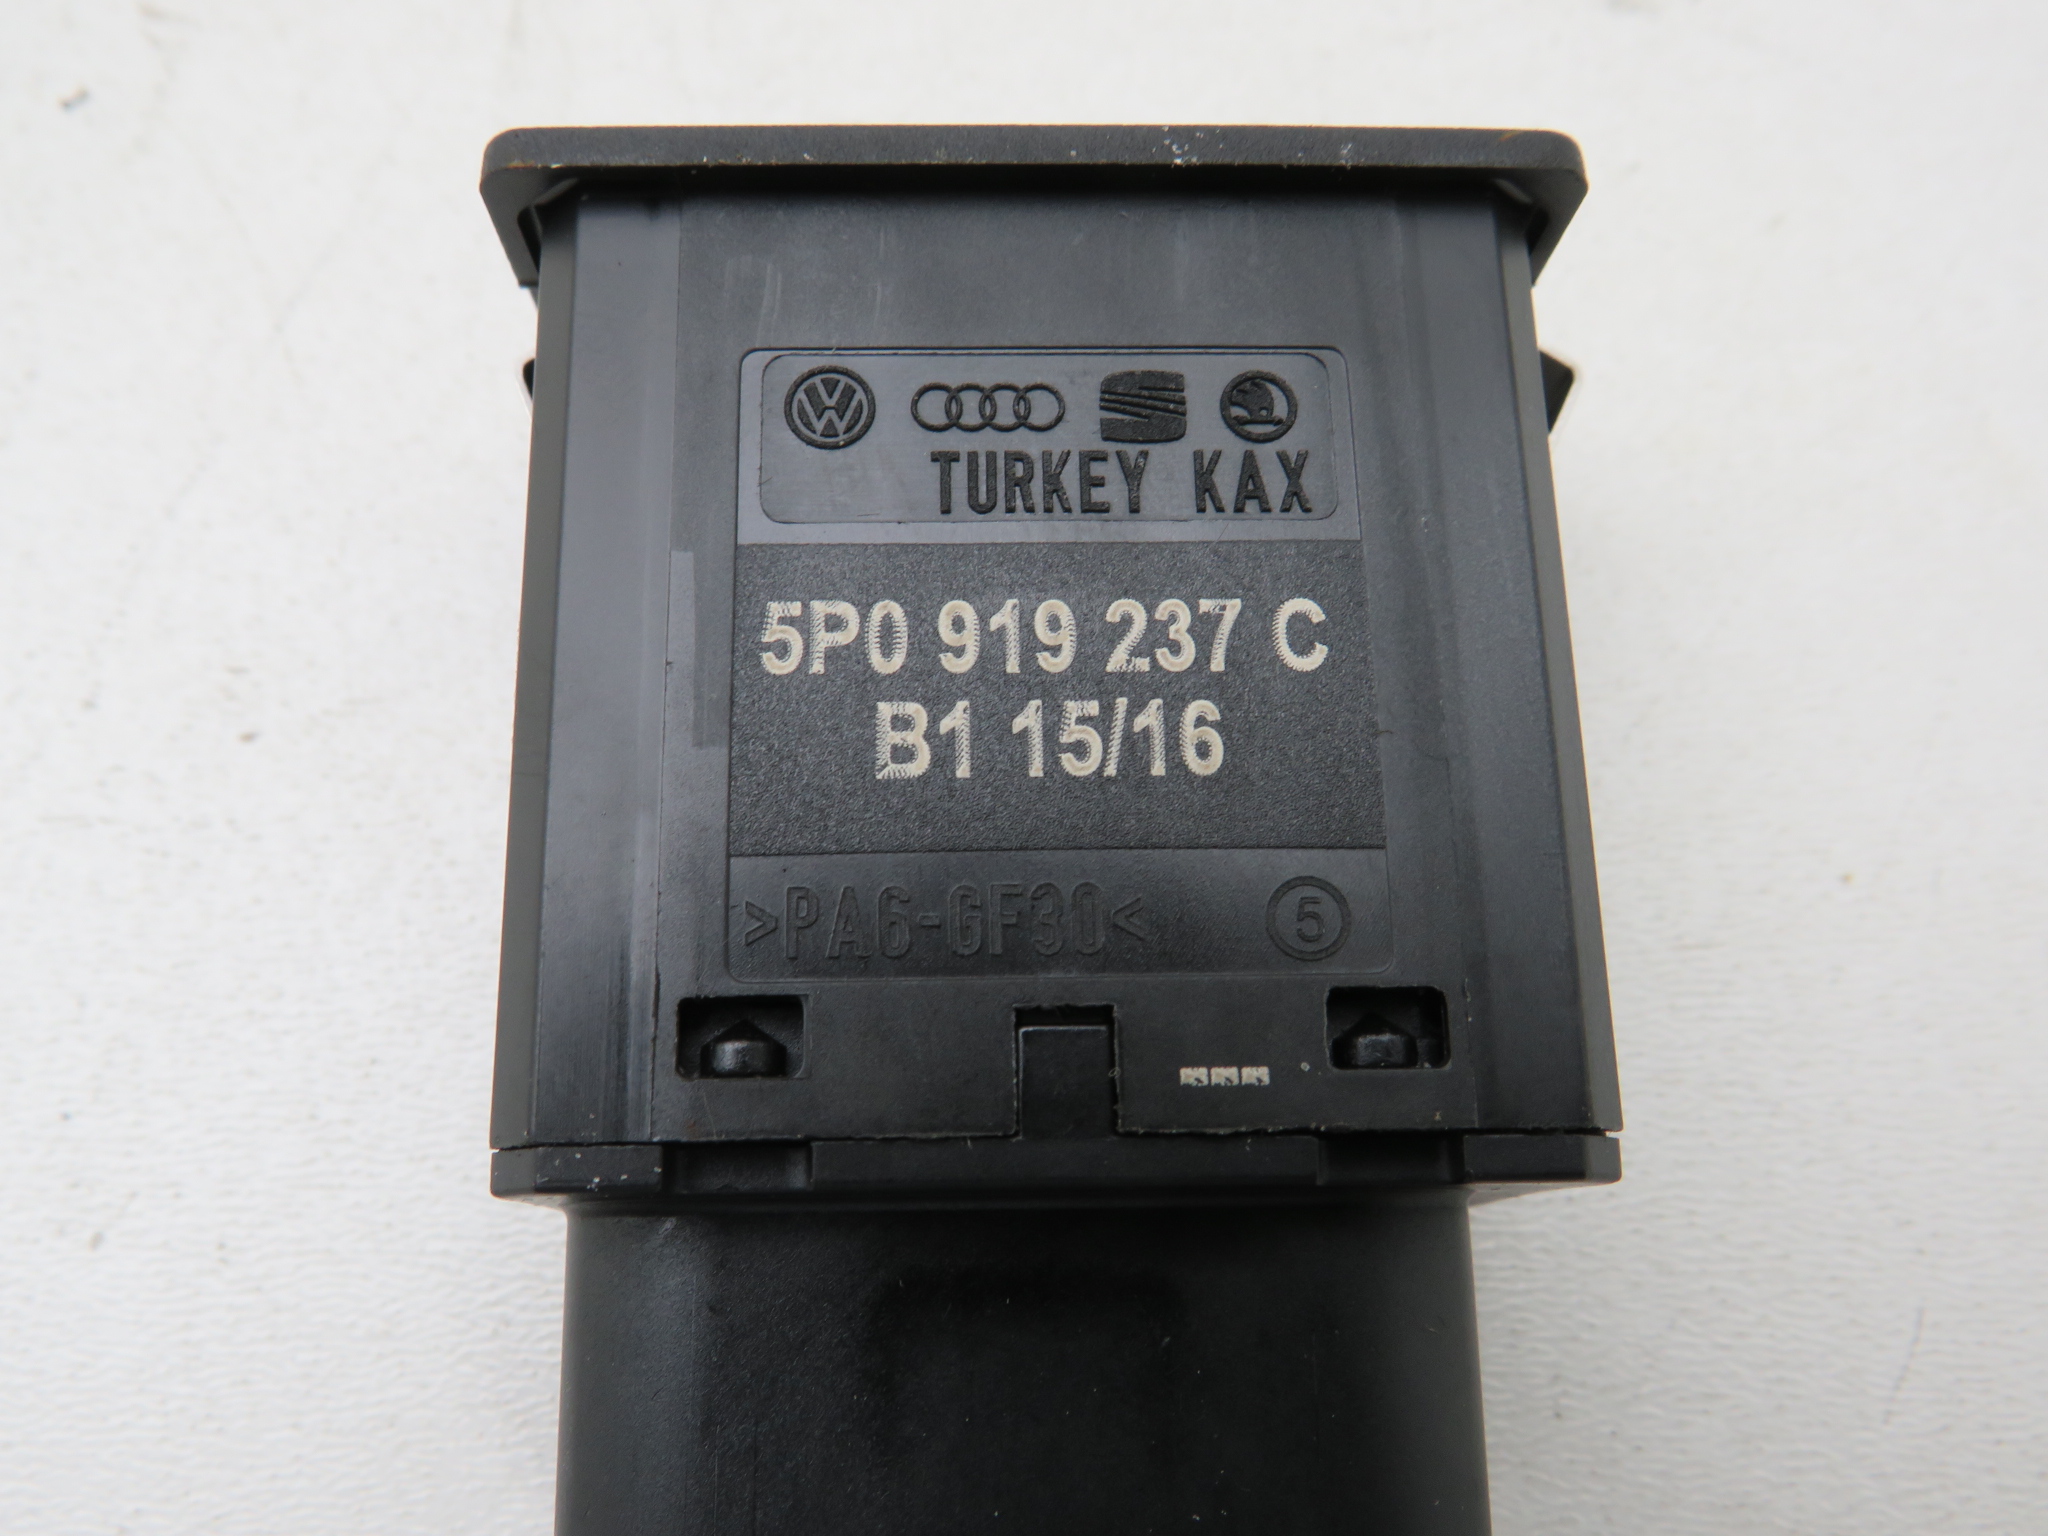 TURKEY KAX
5P0 919 237 C
B1 15/16
>PA6-GF30< 5